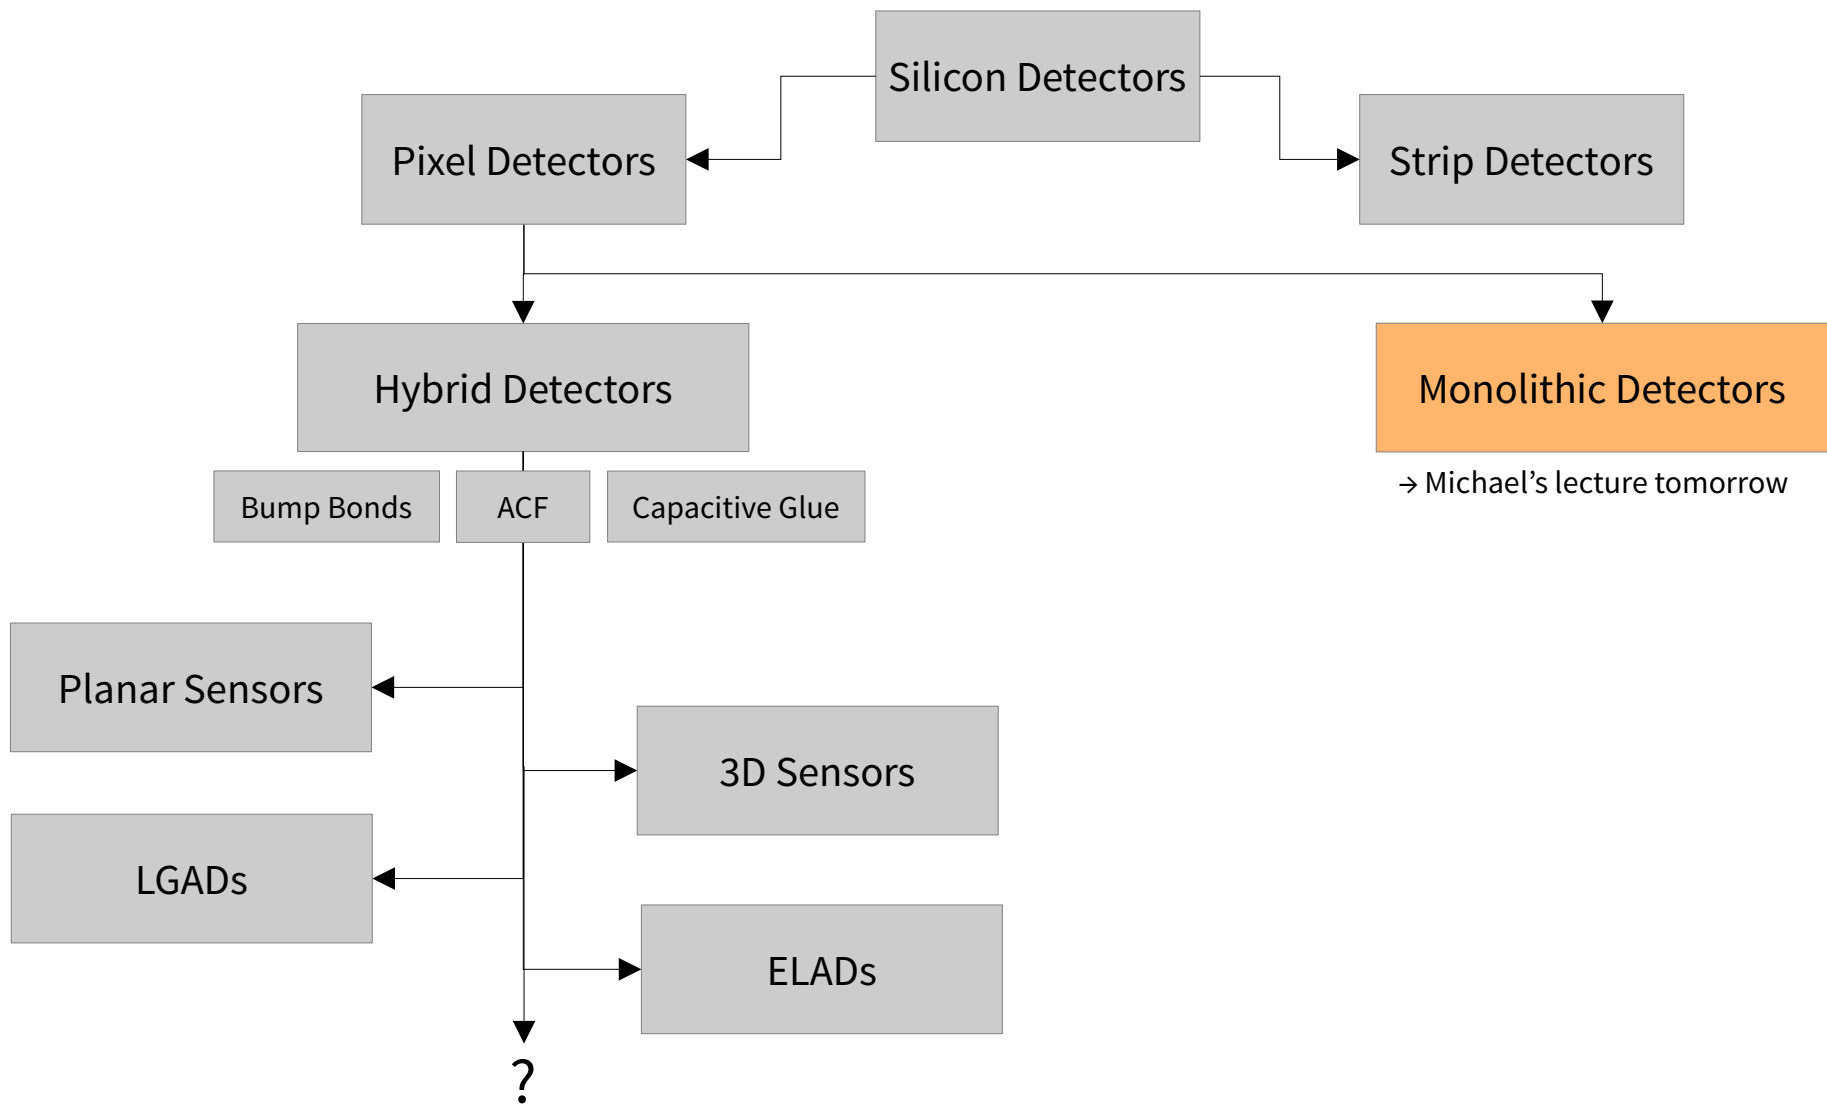 Silicon Detectors
Pixel Detectors
Strip Detectors
Hybrid Detectors
Monolithic Detectors
→ Michael’s lecture tomorrow
Bump Bonds
ACF
Capacitive Glue
Planar Sensors
3D Sensors
LGADs
ELADs
?